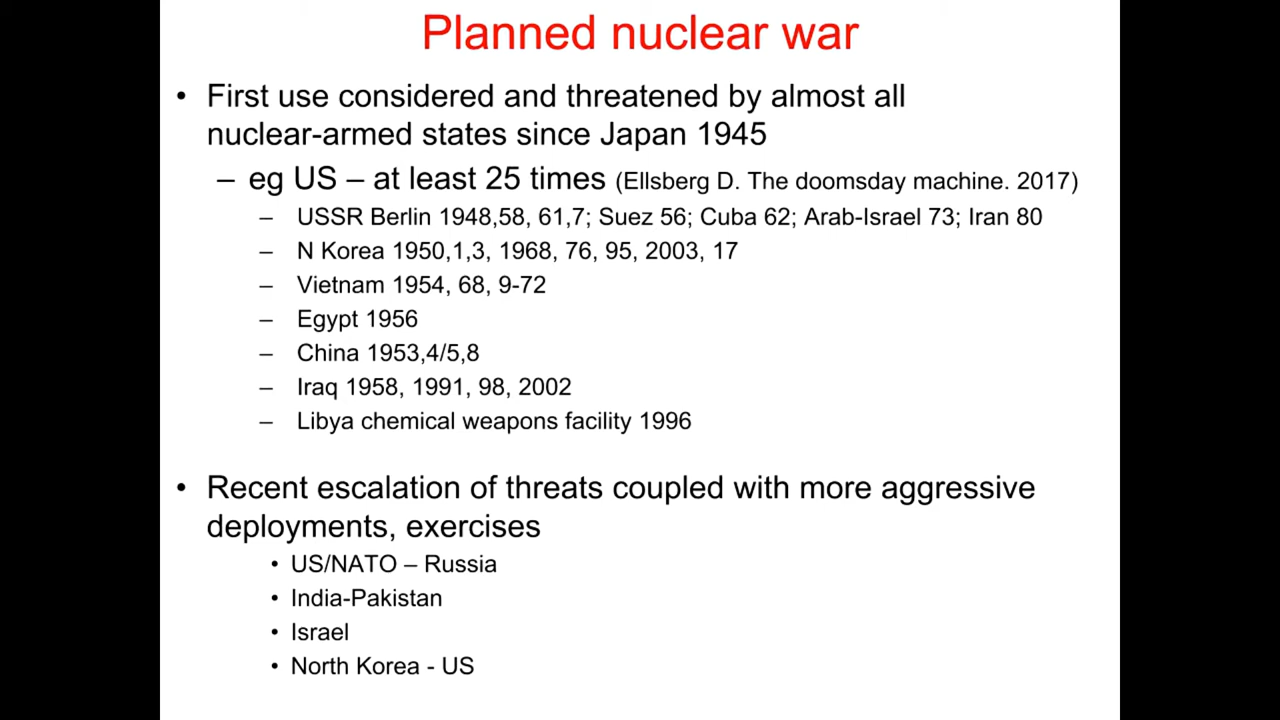 Planned nuclear war
• First use considered and threatened by almost all
nuclear-armed states since Japan 1945
– eg US – at least 25 times (Ellsberg D. The doomsday machine. 2017)
– USSR Berlin 1948,58, 61,7; Suez 56; Cuba 62; Arab-Israel 73; Iran 80
– N Korea 1950,1,3, 1968, 76, 95, 2003, 17
– Vietnam 1954, 68, 9-72
– Egypt 1956
– China 1953,4/5,8
– Iraq 1958, 1991, 98, 2002
– Libya chemical weapons facility 1996
• Recent escalation of threats coupled with more aggressive
deployments, exercises
• US/NATO – Russia
• India-Pakistan
• Israel
• North Korea - US